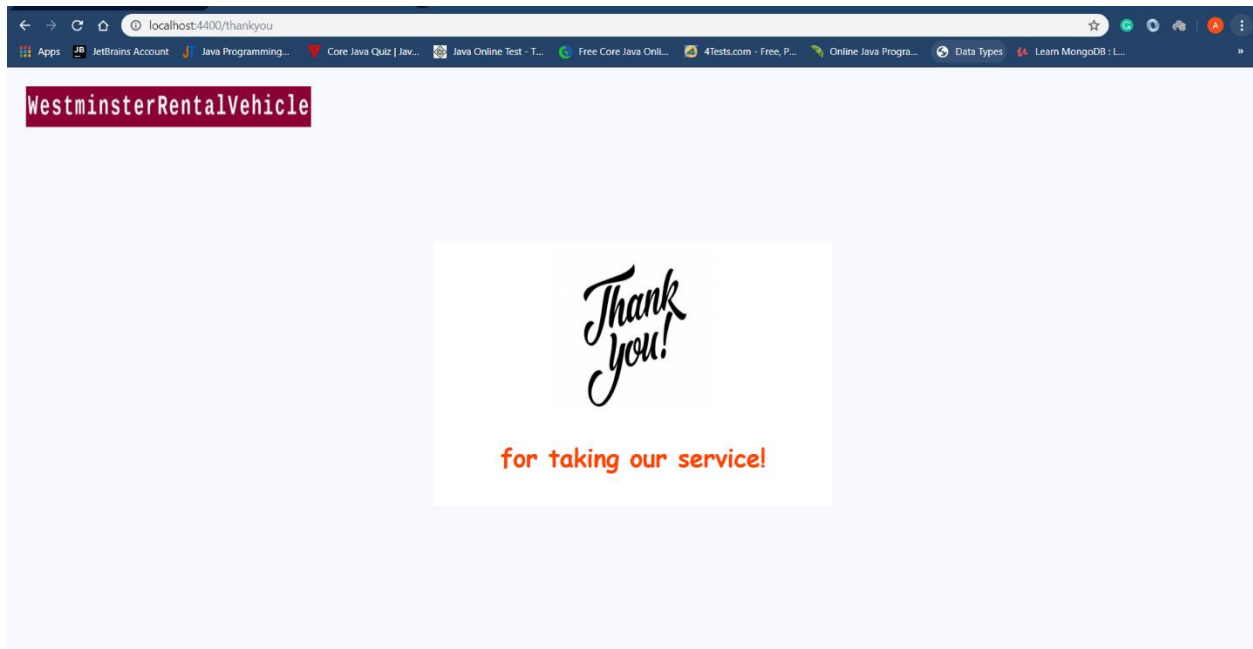 localhost:4400/thankyou
A
Apps JB JetBrains Account Java Programming... Core Java Quiz | Jav... Java Online Test - T... Free Core Java Onli... 4Tests.com - Free, P... Online Java Progra... Data Types Learn MongoDB : L... »
WestminsterRentalVehicle
Thank
you!
for taking our service!